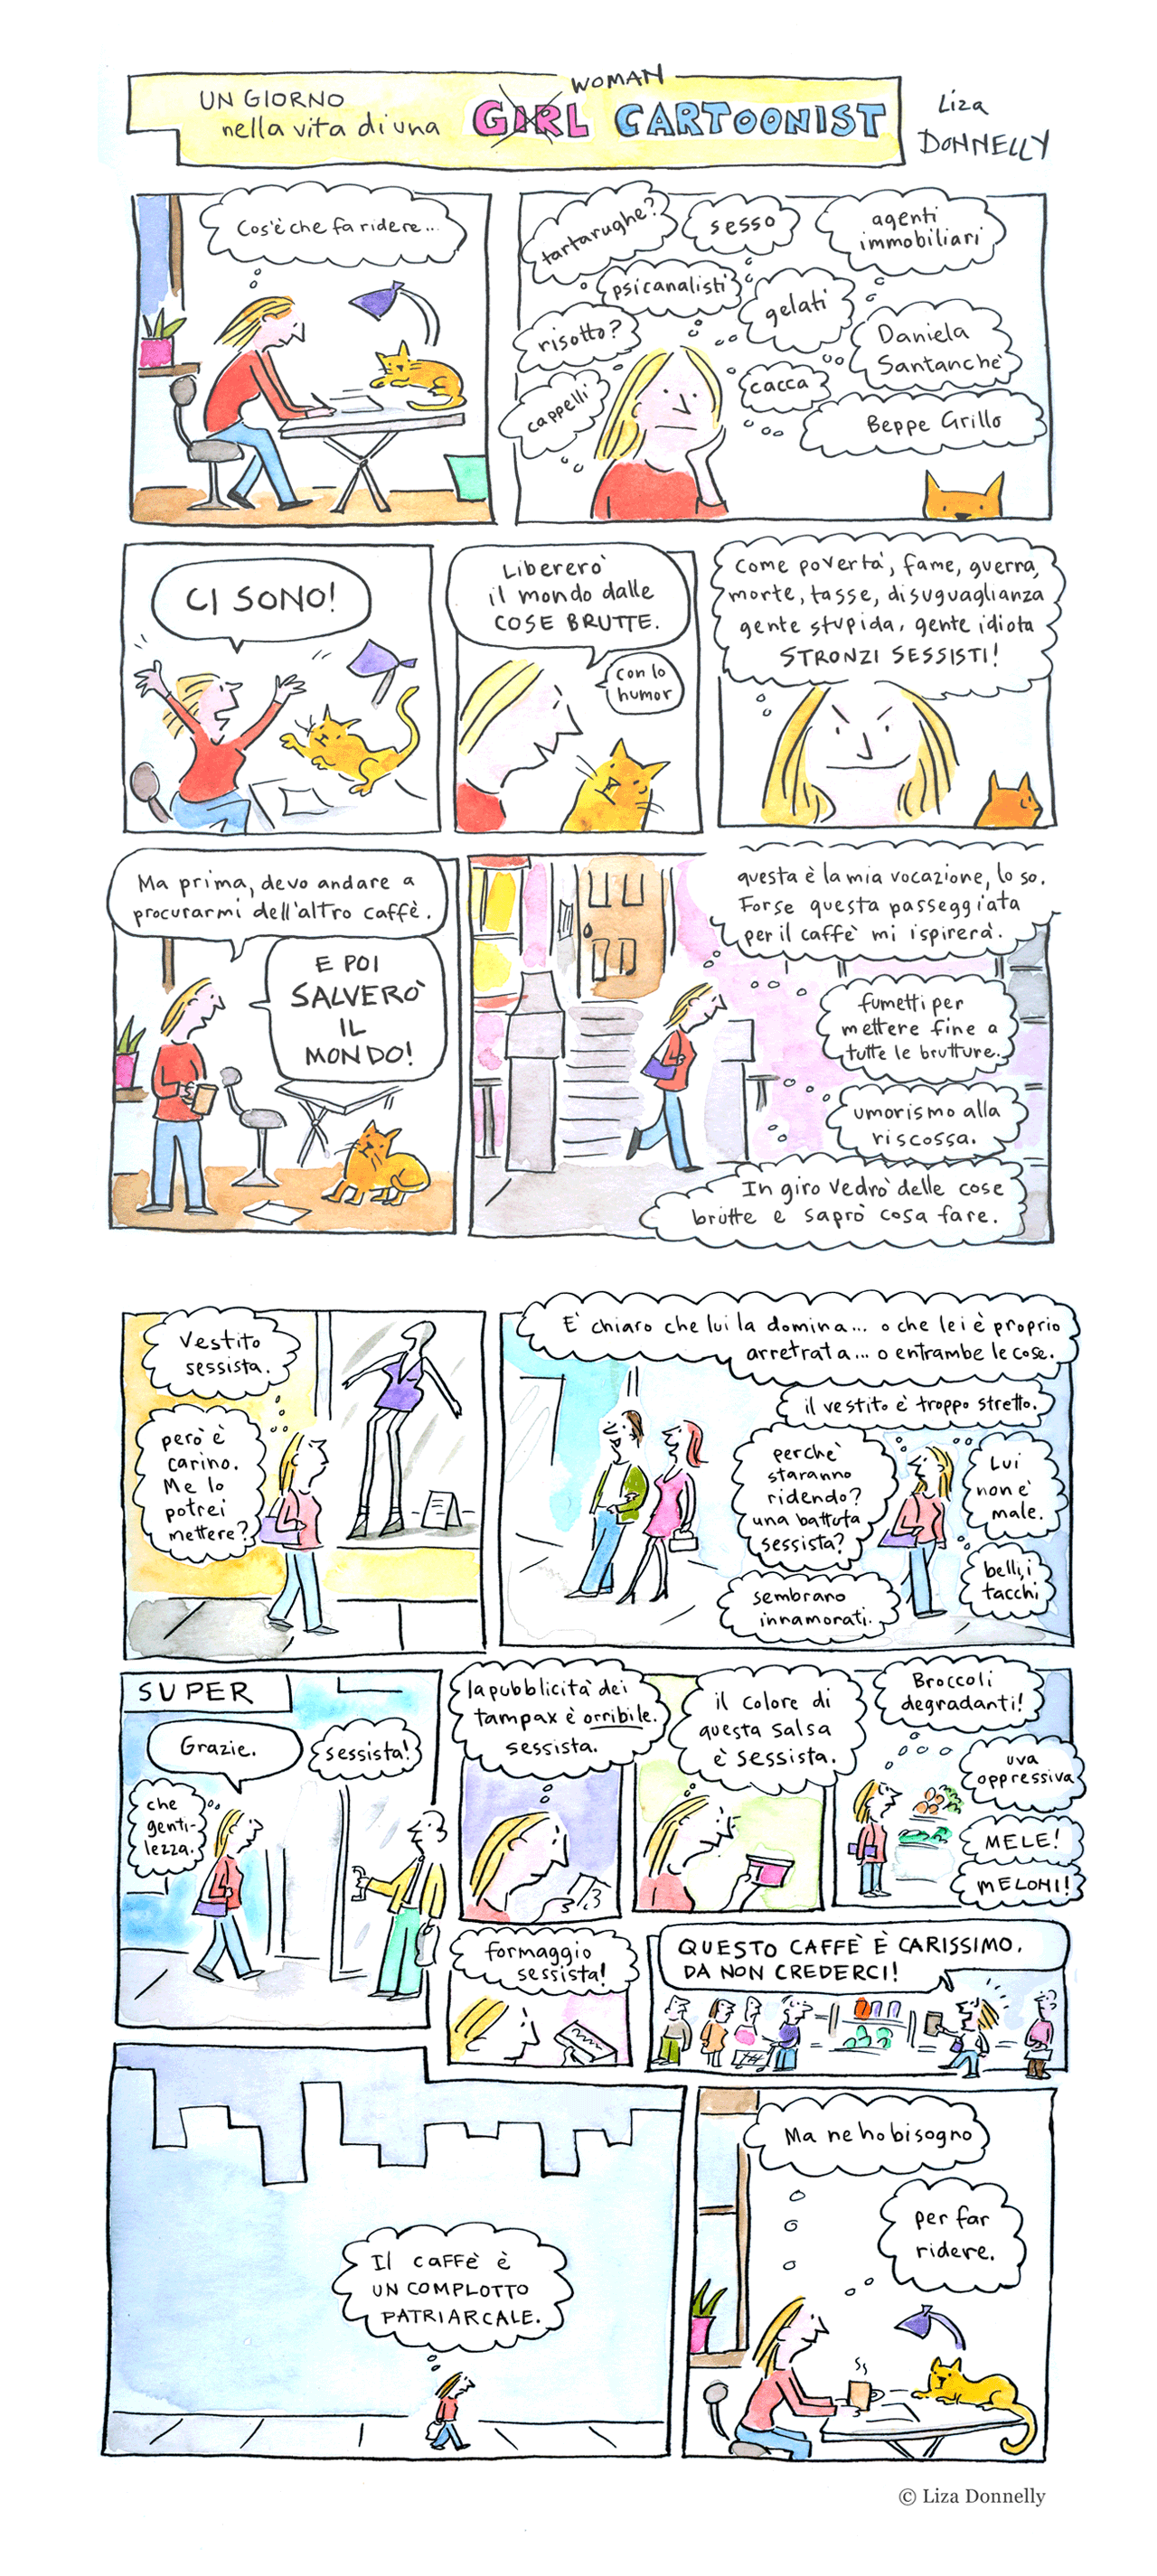 UN GIORNO
nella vita di una
GIRL WOMAN CARTOONIST
Liza
DONNELLY
Cos'è che fa ridere...
tartarughe?
sesso
agenti
immobiliari
psicanalisti
gelati
risotto?
Daniela
Santanchè
cappelli
cacca
Beppe Grillo
CI SONO!
Libererò
il mondo dalle
COSE BRUTTE.
con lo
humor
Come povertà, fame, guerra,
morte, tasse, disuguaglianza
gente stupida, gente idiota
STRONZI SESSISTI!
Ma prima, devo andare a
procurarmi dell'altro caffè.
E POI
SALVERÒ
IL
MONDO!
questa è la mia vocazione, lo so.
Forse questa passeggiata
per il caffè mi ispirerà.
fumetti per
mettere fine a
tutte le brutture.
umorismo alla
riscossa.
In giro vedrò delle cose
brutte e saprò cosa fare.
Vestito
sessista.
però è
carino.
Me lo
potrei
mettere?
E' chiaro che lui la domina... o che lei è proprio
arretrata... o entrambe le cose.
il vestito è troppo stretto.
perchè
staranno
ridendo?
una battuta
sessista?
Lui
non è
male.
sembrano
innamorati.
belli, i
tacchi
SUPER
Grazie.
sessista!
che
genti-
lezza.
la pubblicità dei
tampax è orribile.
sessista.
il colore di
questa salsa
è sessista.
Broccoli
degradanti!
uva
oppressiva
MELE!
MELONI!
formaggio
sessista!
QUESTO CAFFÈ È CARISSIMO.
DA NON CREDERCI!
Il caffè è
UN COMPLOTTO
PATRIARCALE.
Ma ne ho bisogno
per far
ridere.
© Liza Donnelly